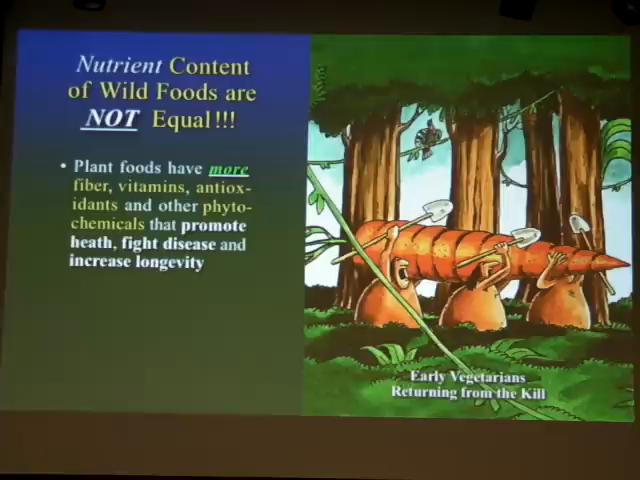 Nutrient Content
of Wild Foods are
NOT Equal!!!
• Plant foods have more
fiber, vitamins, antiox-
idants and other phyto-
chemicals that promote
heath, fight disease and
increase longevity
Early Vegetarians
Returning from the Kill